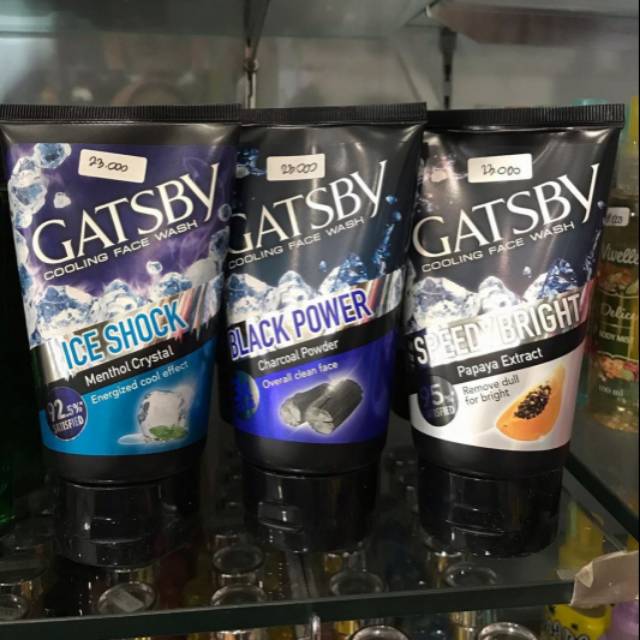 23.000
GATSBY
COOLING FACE WASH
ICE SHOCK
Menthol Crystal
Energized cool effect
92.5%
SATISFIED
23.000
GATSBY
COOLING FACE WASH
BLACK POWER
Charcoal Powder
Overall clean face
23.000
GATSBY
COOLING FACE WASH
SPEEDY BRIGHT
Papaya Extract
Remove dull
for bright